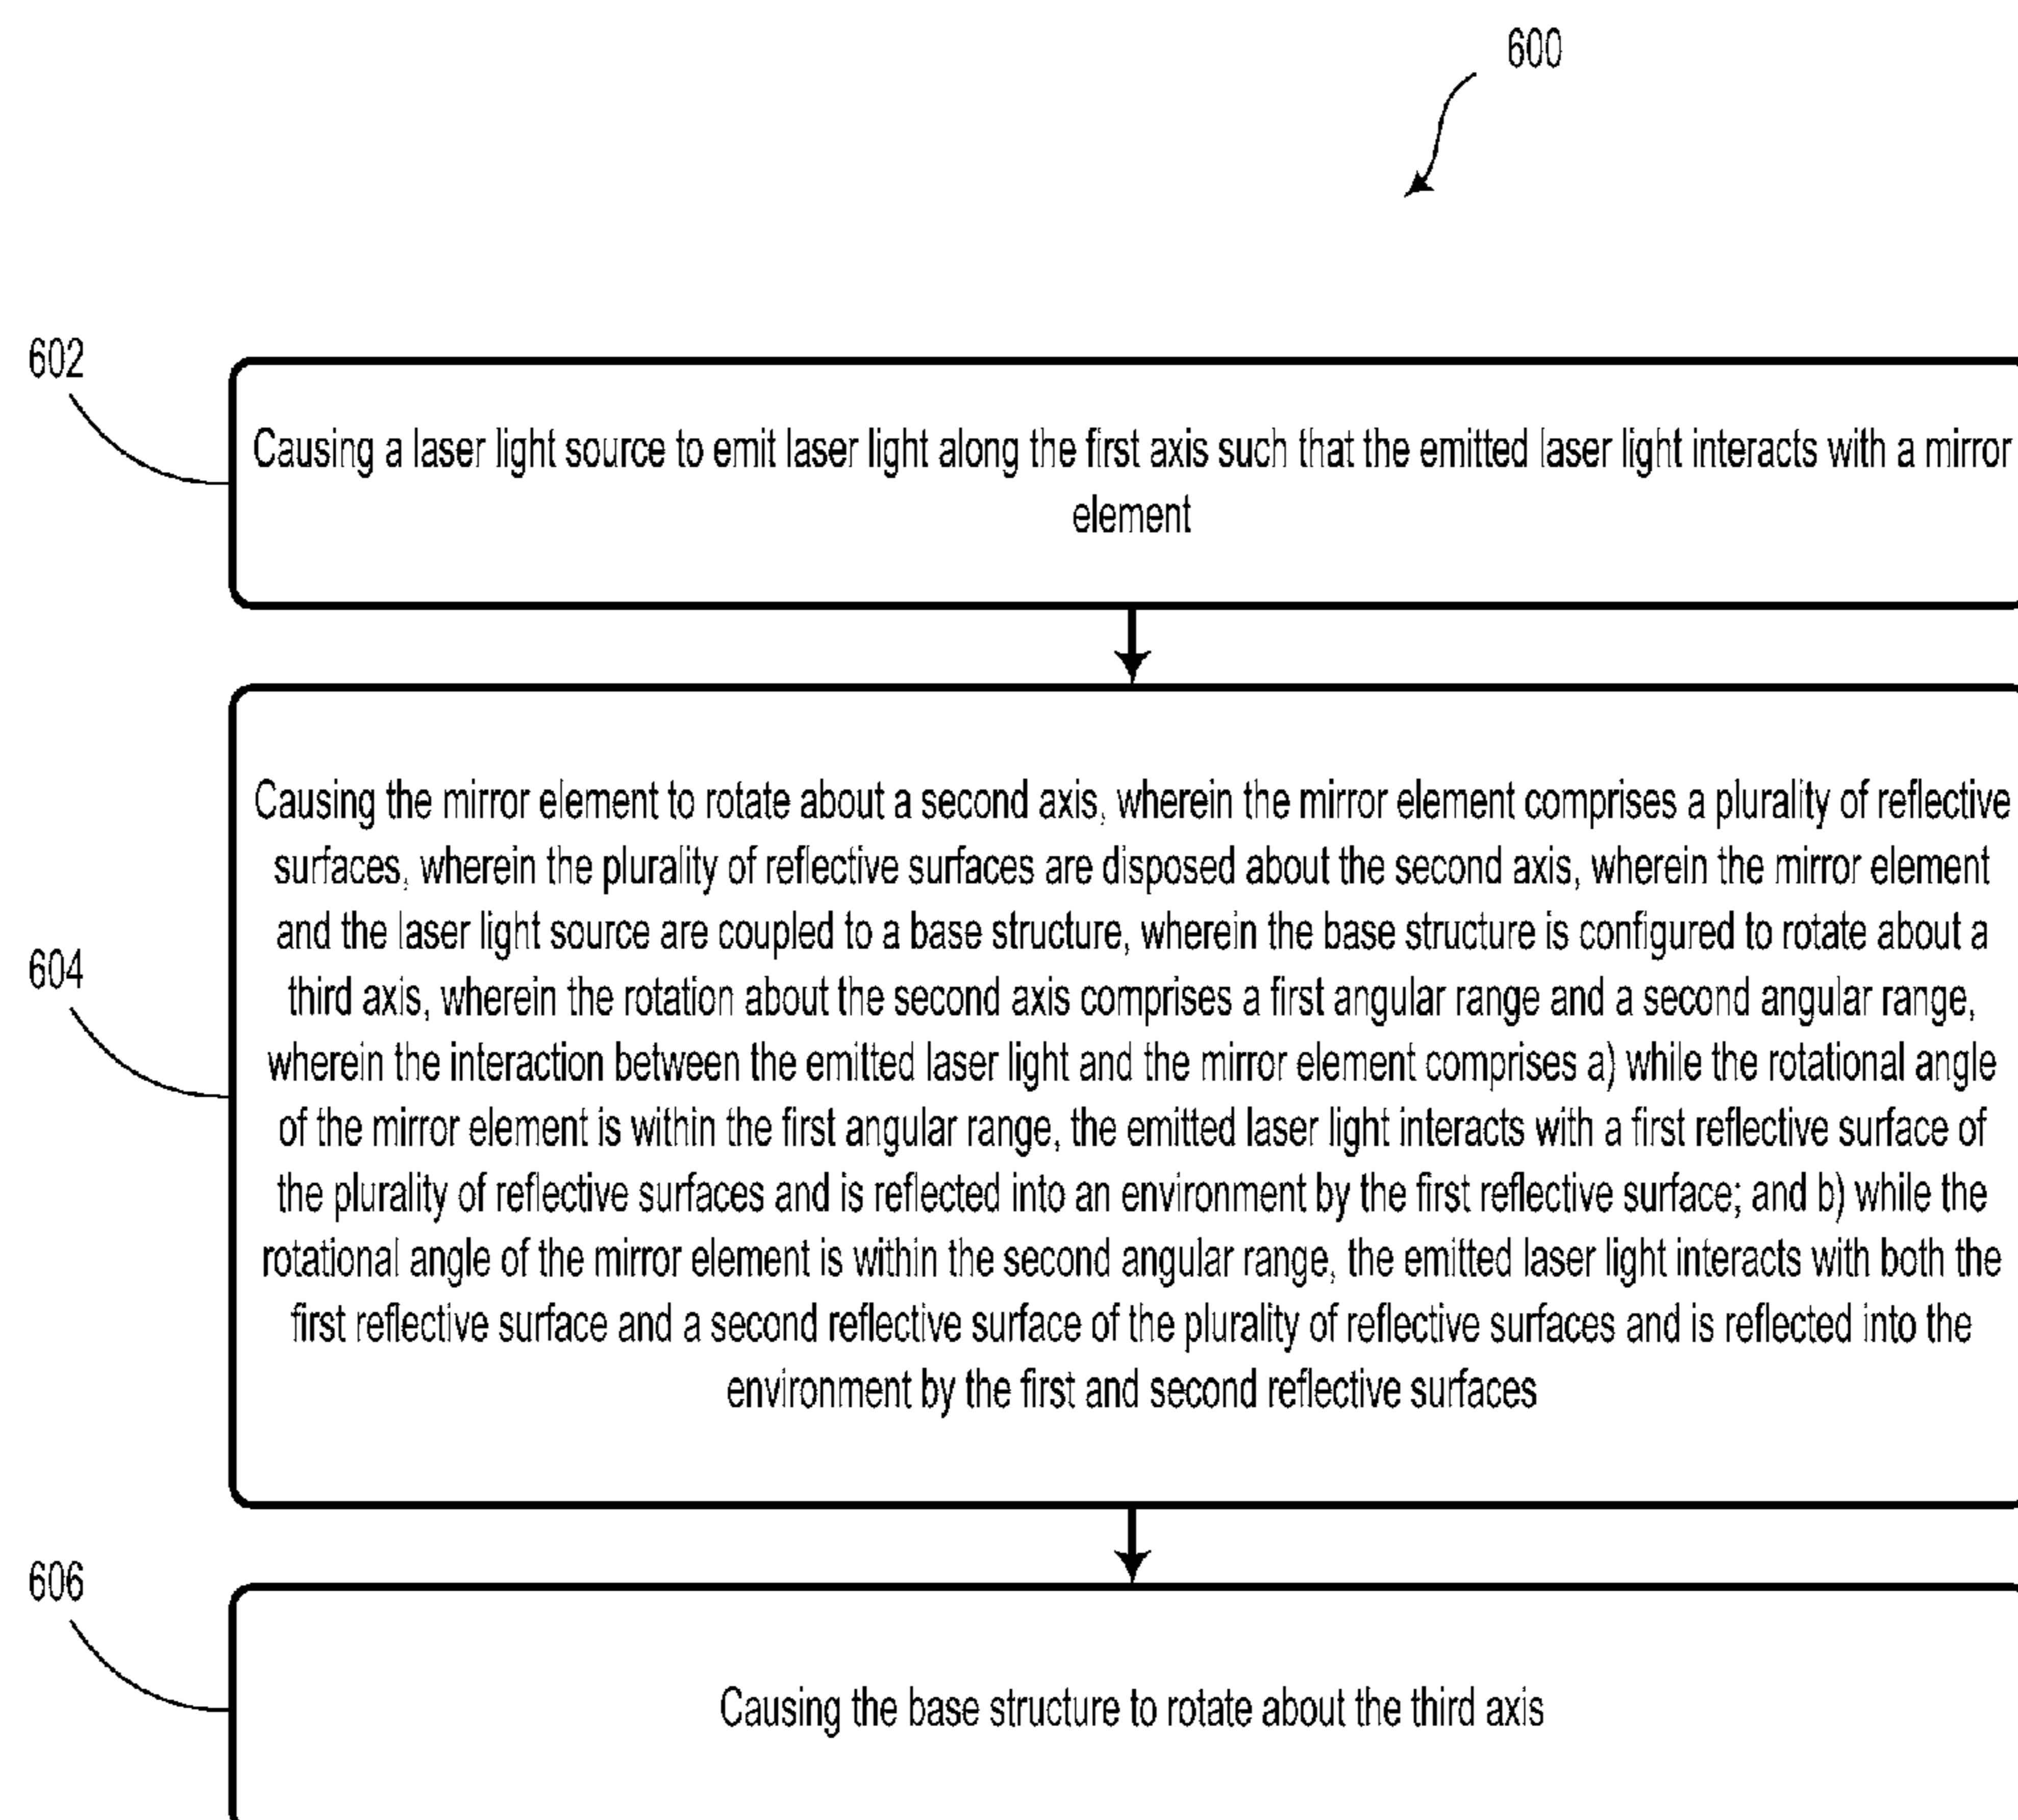 600
602
Causing a laser light source to emit laser light along the first axis such that the emitted laser light interacts with a mirror
element
604
Causing the mirror element to rotate about a second axis, wherein the mirror element comprises a plurality of reflective
surfaces, wherein the plurality of reflective surfaces are disposed about the second axis, wherein the mirror element
and the laser light source are coupled to a base structure, wherein the base structure is configured to rotate about a
third axis, wherein the rotation about the second axis comprises a first angular range and a second angular range,
wherein the interaction between the emitted laser light and the mirror element comprises a) while the rotational angle
of the mirror element is within the first angular range, the emitted laser light interacts with a first reflective surface of
the plurality of reflective surfaces and is reflected into an environment by the first reflective surface; and b) while the
rotational angle of the mirror element is within the second angular range, the emitted laser light interacts with both the
first reflective surface and a second reflective surface of the plurality of reflective surfaces and is reflected into the
environment by the first and second reflective surfaces
606
Causing the base structure to rotate about the third axis